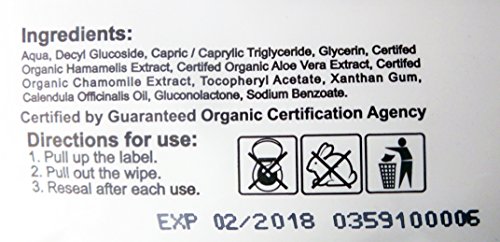 Ingredients:
Aqua, Decyl Glucoside, Capric / Caprylic Triglyceride, Glycerin, Certifed
Organic Hamamelis Extract, Certifed Organic Aloe Vera Extract, Certifed
Organic Chamomile Extract, Tocopheryl Acetate, Xanthan Gum,
Calendula Officinalis Oil, Gluconolactone, Sodium Benzoate.
Certified by Guaranteed Organic Certification Agency
Directions for use:
1. Pull up the label.
2. Pull out the wipe.
3. Reseal after each use.
EXP 02/2018 0359100006